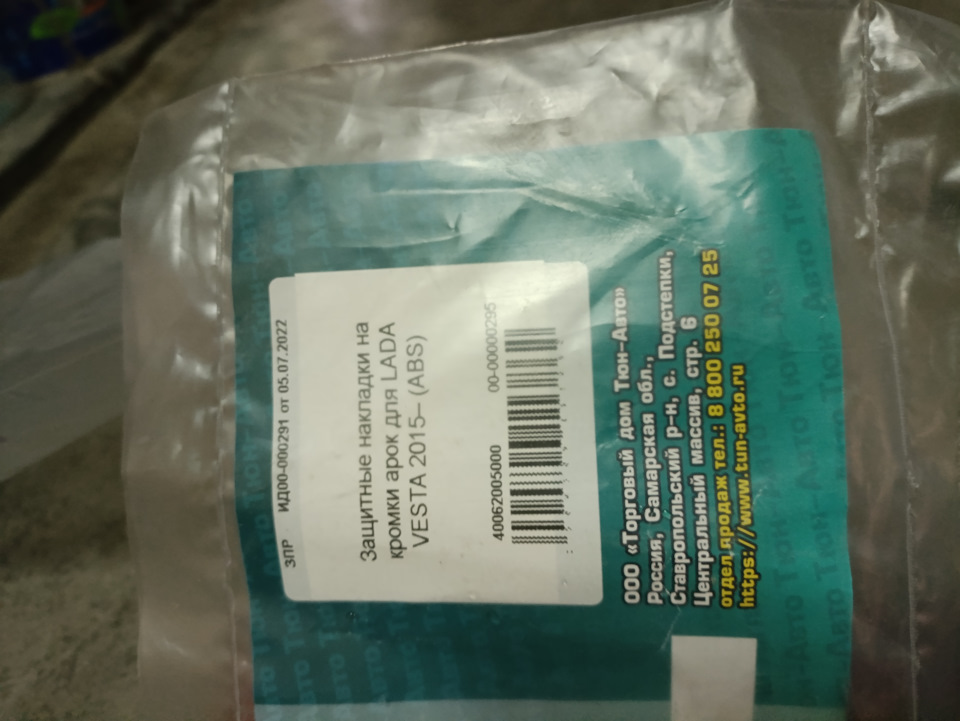 ЗПР ИД00-000291 от 05.07.2022
Защитные накладки на
кромки арок для LADA
VESTA 2015– (ABS)
40062005000 00-00000295
ООО «Торговый дом Тюн-Авто»
Россия, Самарская обл.,
Ставропольский р-н, с. Подстепки,
Центральный массив, стр. 6
отдел продаж тел.: 8 800 250 07 25
https://www.tun-avto.ru